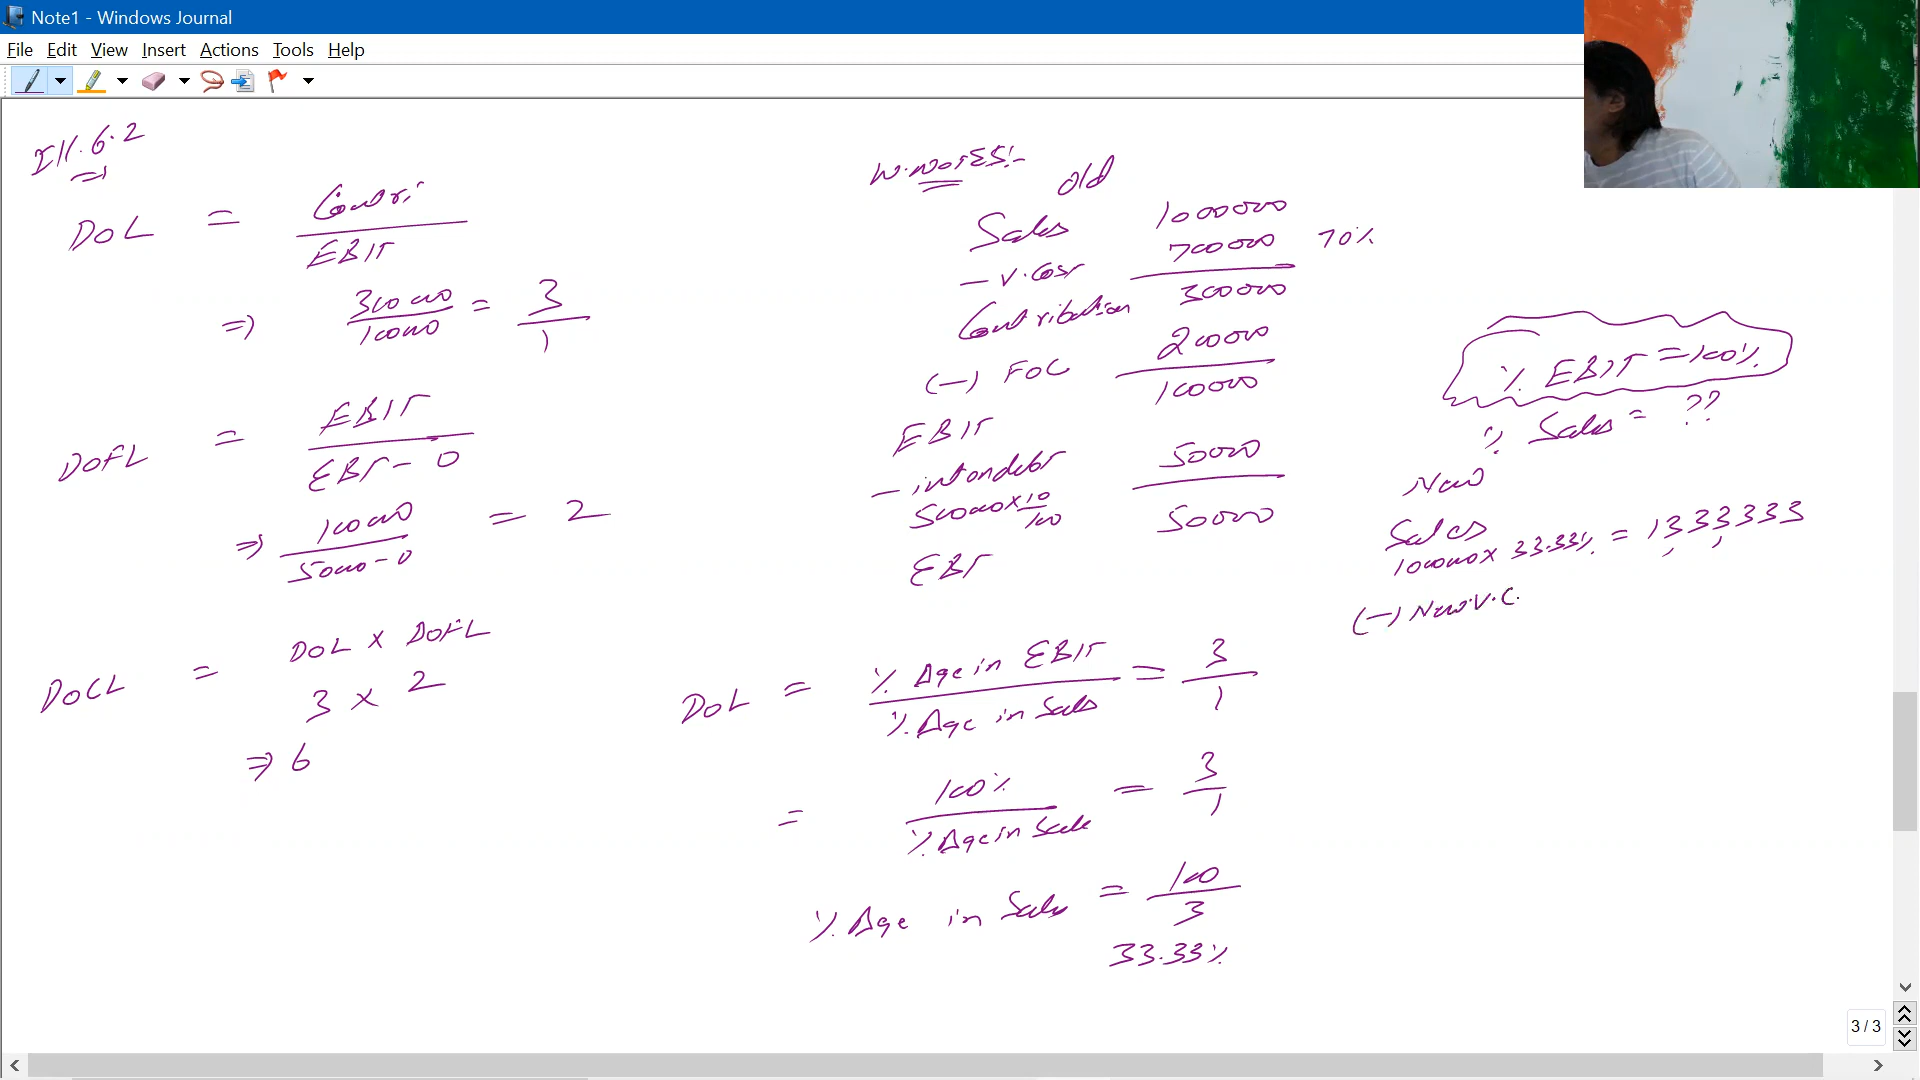 Note1 - Windows Journal
File Edit View Insert Actions Tools Help
Ill. 6.2
DOL = Contri / EBIT
=> 300000 / 100000 = 3 / 1
DOFL = EBIT / EBT - 0
=> 100000 / 50000 - 0 = 2
DOCL = DOL x DOFL
3 x 2
=> 6
W. NOTES:-
old
Sales 1000000
- V. Cost 700000 70%
Contribution 300000
(-) FOC 200000
EBIT 100000
- int on debt 50000
500000 x 10/100
EBT 50000
DOL = % Age in EBIT / % Age in Sales = 3 / 1
= 100% / % Age in Sale = 3 / 1
% Age in Sales = 100 / 3
33.33%
% EBIT = 100%
% Sales = ??
New
Sales
1000000 x 33.33% = 1333333
(-) New V.C.
3 / 3